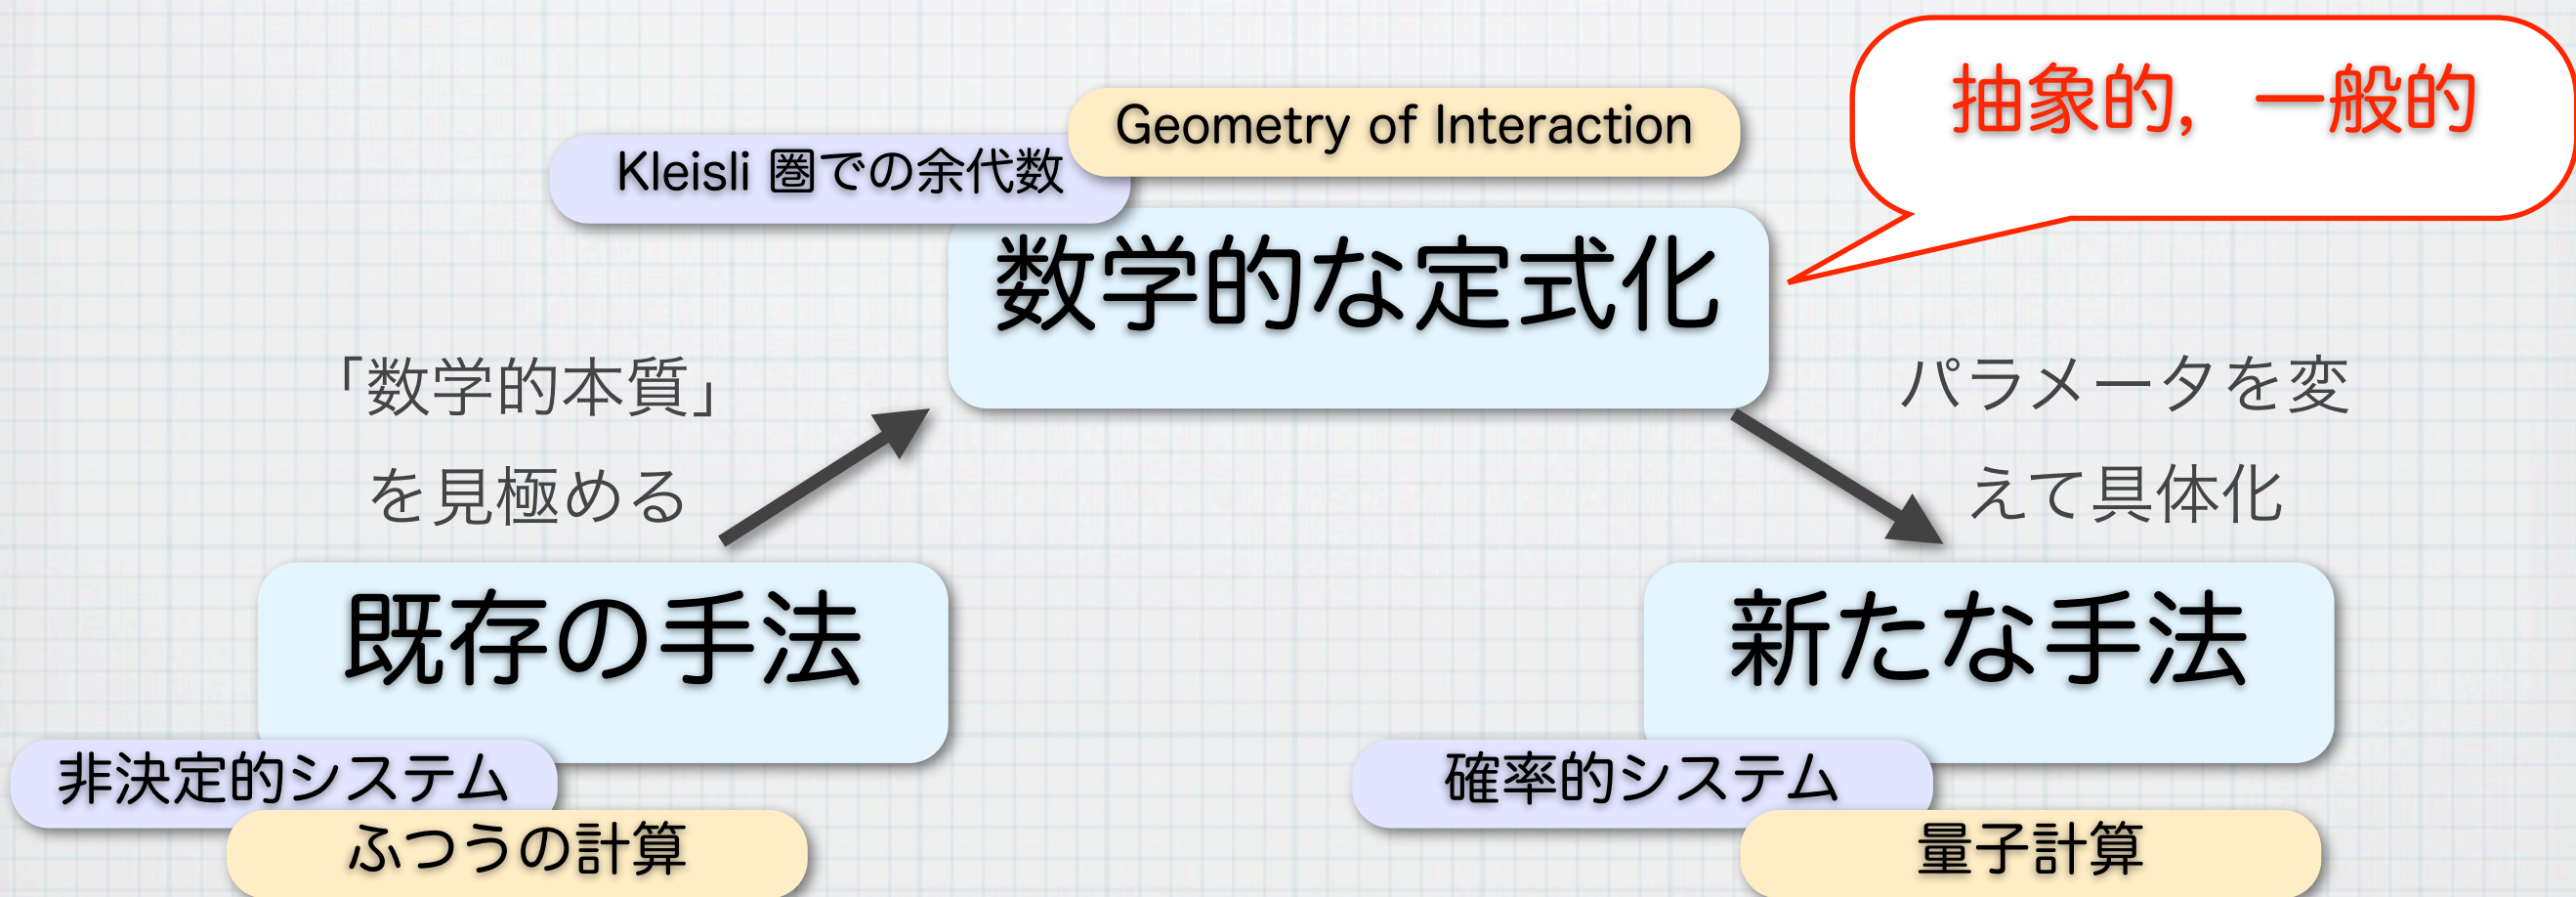 抽象的，一般的
Geometry of Interaction
Kleisli 圏での余代数
数学的な定式化
「数学的本質」
を見極める
パラメータを変
えて具体化
既存の手法
非決定的システム
ふつうの計算
新たな手法
確率的システム
量子計算